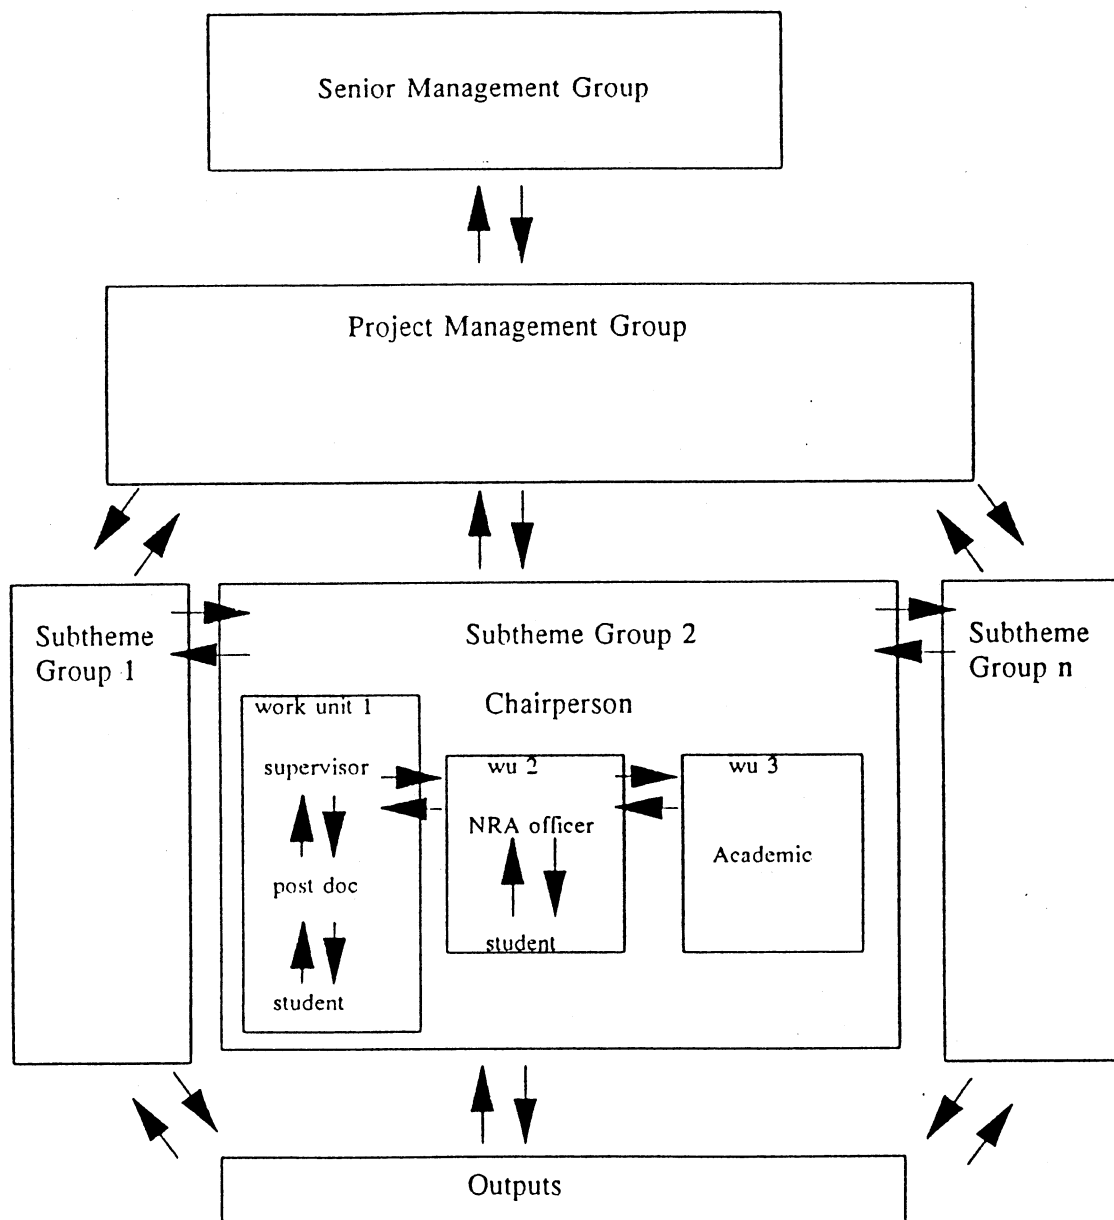 Senior Management Group
Project Management Group
Subtheme
Group 1
Subtheme Group 2
Chairperson
work unit 1
supervisor
post doc
student
wu 2
NRA officer
student
wu 3
Academic
Subtheme
Group n
Outputs